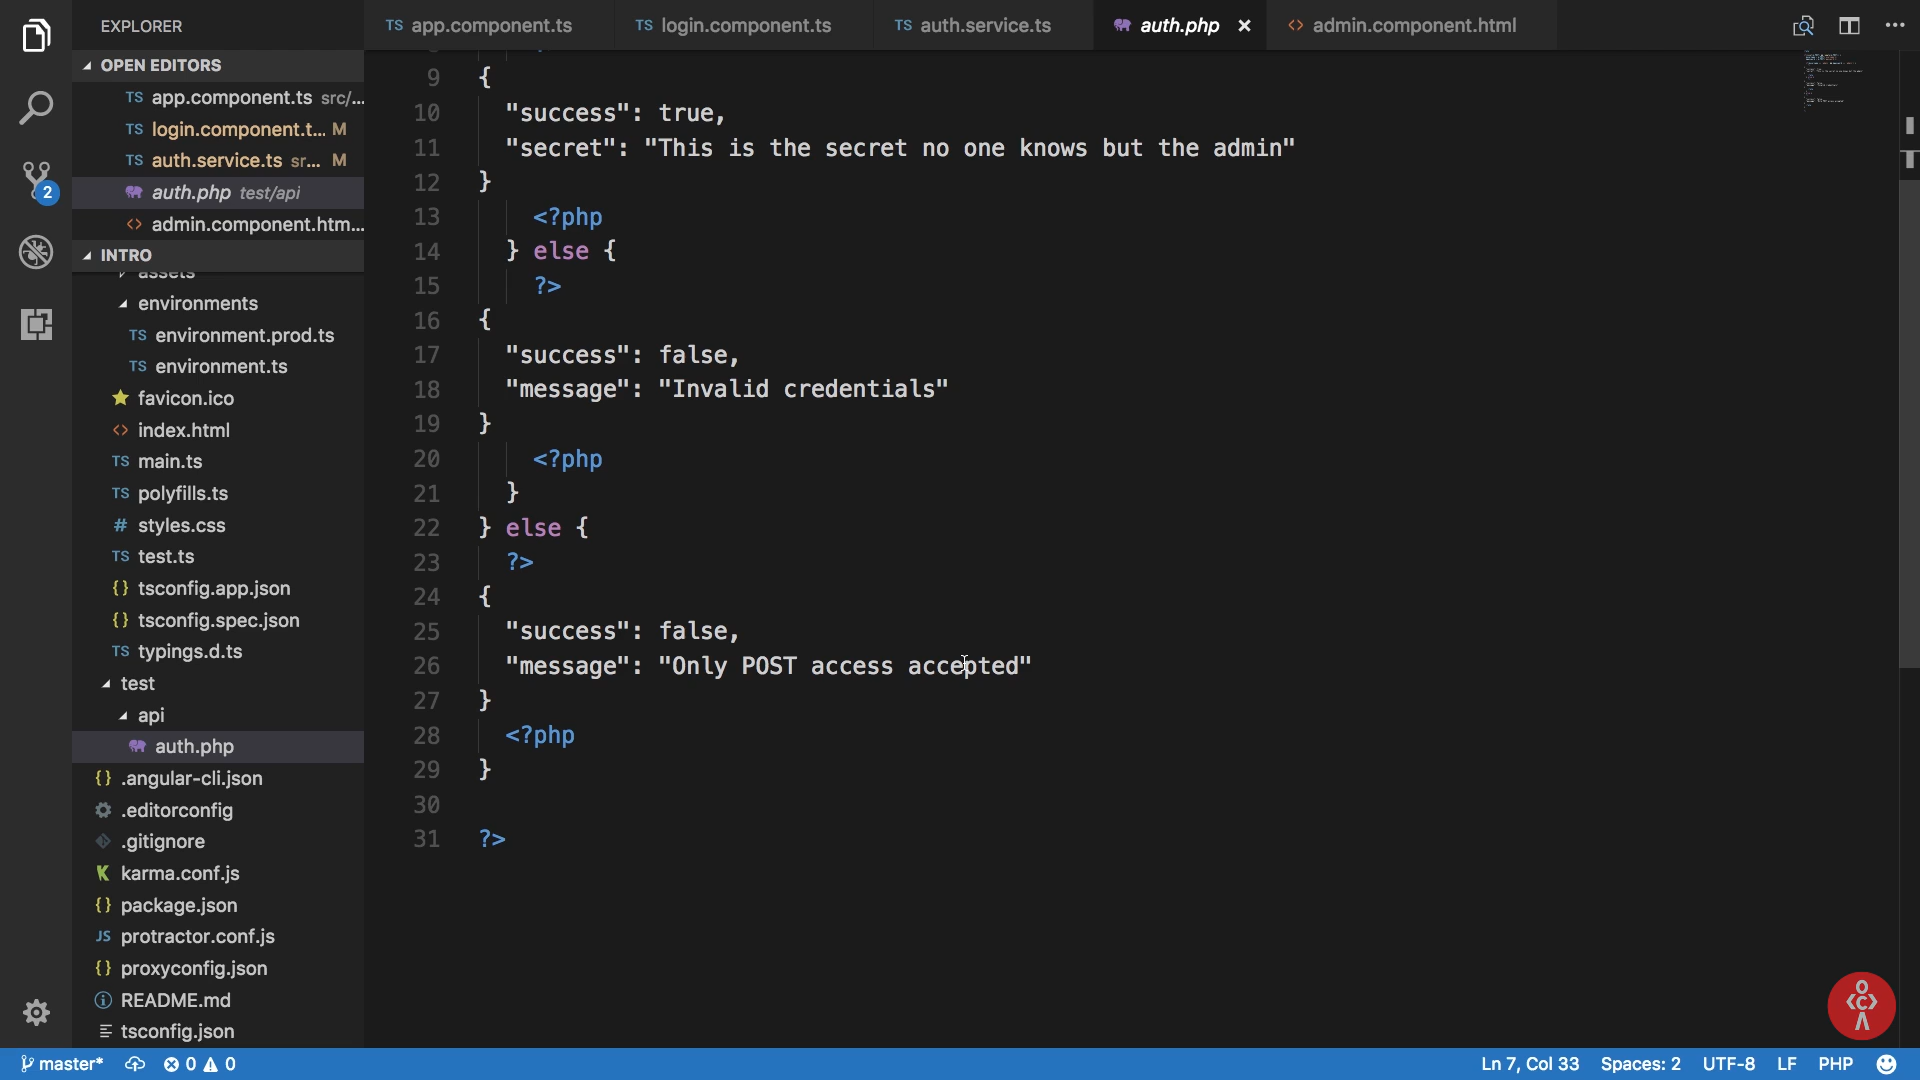 EXPLORER
TS app.component.ts
TS login.component.ts
TS auth.service.ts
auth.php
<> admin.component.html
OPEN EDITORS
TS app.component.ts src/...
TS login.component.t... M
TS auth.service.ts sr... M
auth.php test/api
<> admin.component.htm...
INTRO
assets
environments
TS environment.prod.ts
TS environment.ts
favicon.ico
<> index.html
TS main.ts
TS polyfills.ts
# styles.css
TS test.ts
{} tsconfig.app.json
{} tsconfig.spec.json
TS typings.d.ts
test
api
auth.php
{} .angular-cli.json
.editorconfig
.gitignore
karma.conf.js
{} package.json
JS protractor.conf.js
{} proxyconfig.json
README.md
tsconfig.json
9 {
10 "success": true,
11 "secret": "This is the secret no one knows but the admin"
12 }
13 <?php
14 } else {
15 ?>
16 {
17 "success": false,
18 "message": "Invalid credentials"
19 }
20 <?php
21 }
22 } else {
23 ?>
24 {
25 "success": false,
26 "message": "Only POST access accepted"
27 }
28 <?php
29 }
30
31 ?>
2
master*
0 0
Ln 7, Col 33
Spaces: 2
UTF-8
LF
PHP